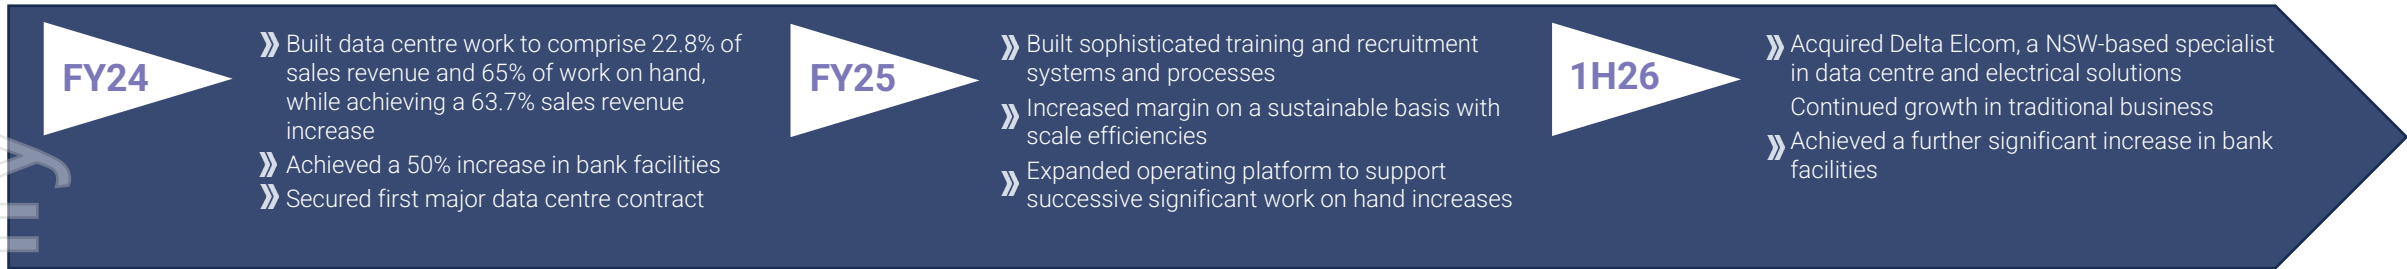 FY24
Built data centre work to comprise 22.8% of
sales revenue and 65% of work on hand,
while achieving a 63.7% sales revenue
increase
Achieved a 50% increase in bank facilities
Secured first major data centre contract
FY25
Built sophisticated training and recruitment
systems and processes
Increased margin on a sustainable basis with
scale efficiencies
Expanded operating platform to support
successive significant work on hand increases
1H26
Acquired Delta Elcom, a NSW-based specialist
in data centre and electrical solutions
Continued growth in traditional business
Achieved a further significant increase in bank
facilities